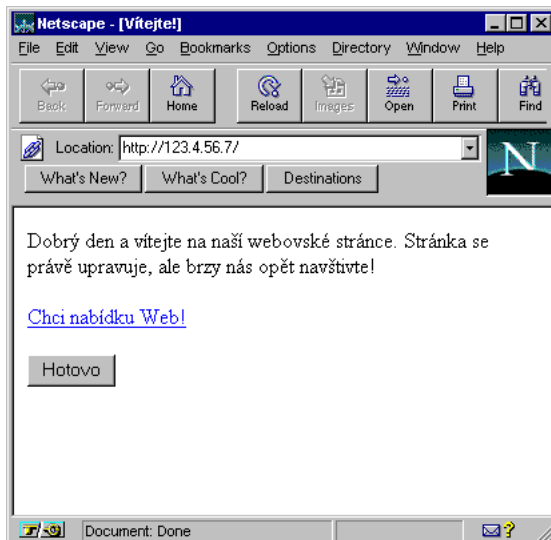 Netscape - [Vítejte!]
File Edit View Go Bookmarks Options Directory Window Help
Back Forward Home Reload Images Open Print Find
Location: http://123.4.56.7/
N
What's New? What's Cool? Destinations
Dobrý den a vítejte na naší webovské stránce. Stránka se
právě upravuje, ale brzy nás opět navštivte!
Chci nabídku Web!
Hotovo
Document: Done